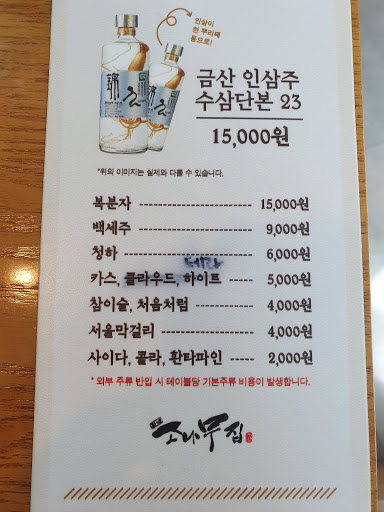 인삼이
한 뿌리째
통으로!
錦
금산 인삼주
수삼단본 23
15,000원
*위의 이미지는 실제와 다를 수 있습니다.
복분자 15,000원
백세주 9,000원
청하 6,000원
테라
카스, 클라우드, 하이트 5,000원
참이슬, 처음처럼 4,000원
서울막걸리 4,000원
사이다, 콜라, 환타파인 2,000원
* 외부 주류 반입 시 테이블당 기본주류 비용이 발생합니다.
소나무집